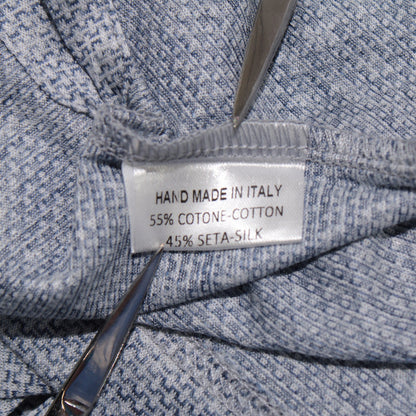 HAND MADE IN ITALY
55% COTONE-COTTON
45% SETA-SILK